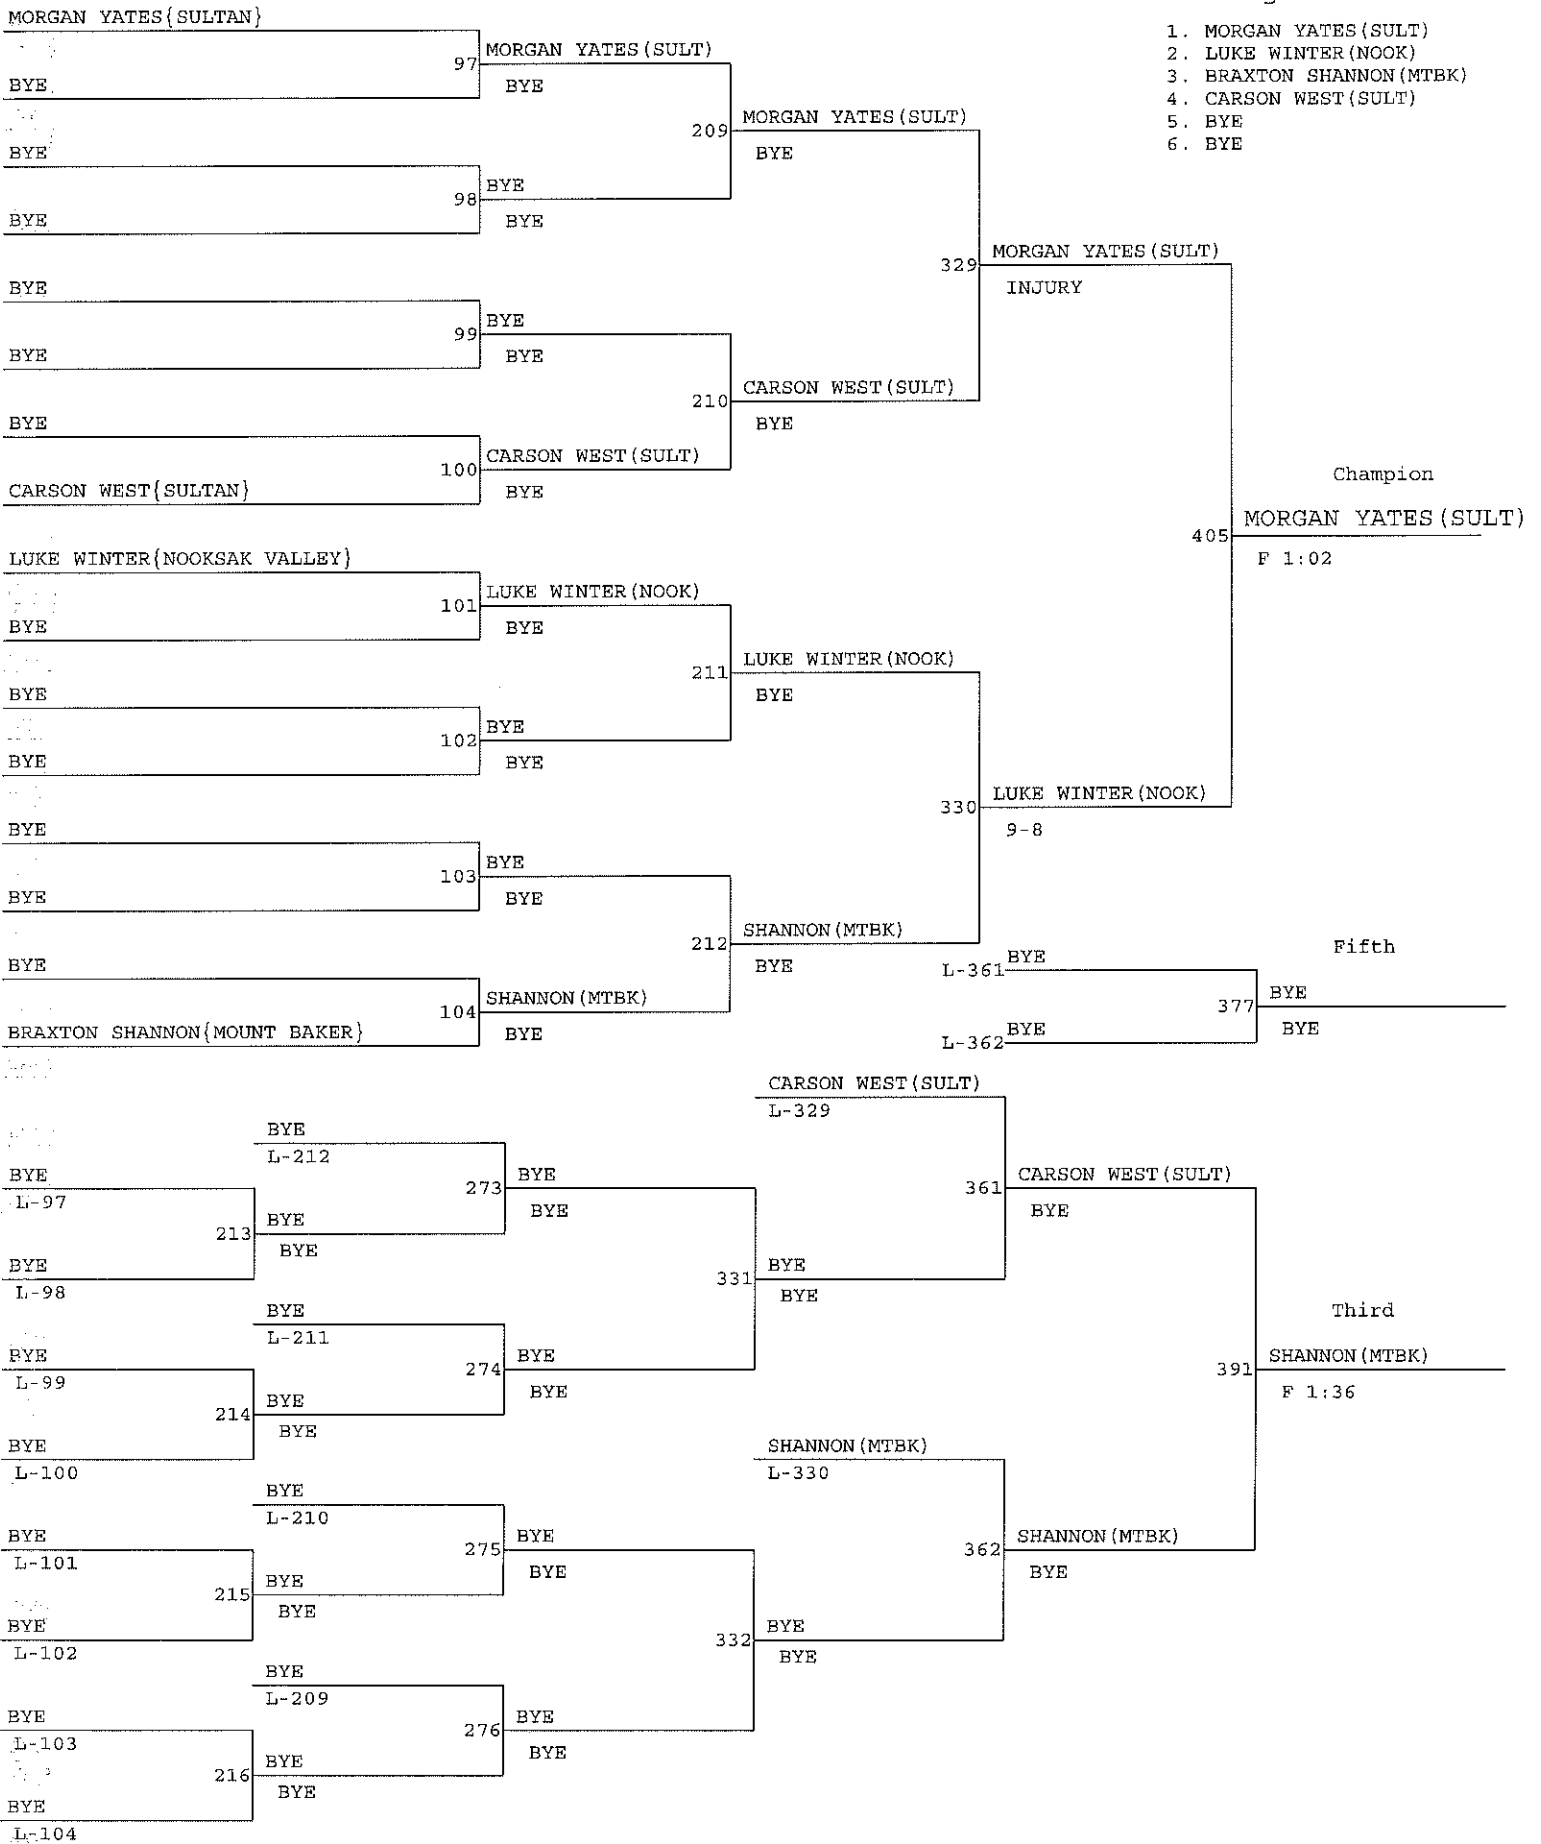 MORGAN YATES{SULTAN}
BYE
BYE
BYE
BYE
BYE
BYE
CARSON WEST{SULTAN}
LUKE WINTER{NOOKSAK VALLEY}
BYE
BYE
BYE
BYE
BYE
BYE
BRAXTON SHANNON{MOUNT BAKER}
97
MORGAN YATES(SULT)
BYE
98
BYE
BYE
99
BYE
BYE
100
CARSON WEST(SULT)
BYE
101
LUKE WINTER(NOOK)
BYE
102
BYE
BYE
103
BYE
BYE
104
SHANNON(MTBK)
BYE
209
MORGAN YATES(SULT)
BYE
210
CARSON WEST(SULT)
BYE
211
LUKE WINTER(NOOK)
BYE
212
SHANNON(MTBK)
BYE
329
MORGAN YATES(SULT)
INJURY
330
LUKE WINTER(NOOK)
9-8
1. MORGAN YATES(SULT)
2. LUKE WINTER(NOOK)
3. BRAXTON SHANNON(MTBK)
4. CARSON WEST(SULT)
5. BYE
6. BYE
Champion
405
MORGAN YATES(SULT)
F 1:02
Fifth
BYE
L-361
BYE
L-362
377
BYE
BYE
BYE
L-97
BYE
L-98
BYE
L-99
BYE
L-100
BYE
L-101
BYE
L-102
BYE
L-103
BYE
L-104
BYE
L-212
213
BYE
BYE
BYE
L-211
214
BYE
BYE
BYE
L-210
215
BYE
BYE
BYE
L-209
216
BYE
BYE
273
BYE
BYE
274
BYE
BYE
275
BYE
BYE
276
BYE
BYE
CARSON WEST(SULT)
L-329
331
BYE
BYE
SHANNON(MTBK)
L-330
332
BYE
BYE
361
CARSON WEST(SULT)
BYE
362
SHANNON(MTBK)
BYE
Third
391
SHANNON(MTBK)
F 1:36